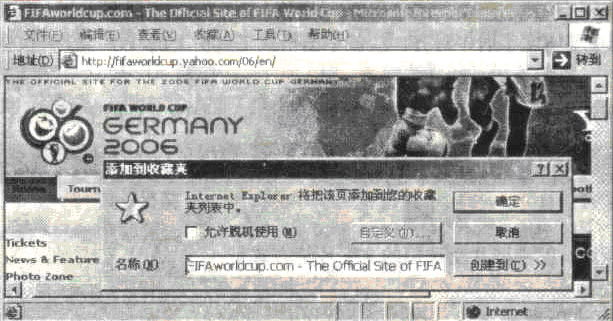 FIFAworldcup.com - The Official Site of FIFA World Cup - Microsoft Internet Explorer
文件(F) 编辑(E) 查看(V) 收藏(A) 工具(T) 帮助(H)
地址(D) http://fifaworldcup.yahoo.com/06/en/ 转到
THE OFFICIAL SITE FOR THE 2006 FIFA WORLD CUP GERMANY™
FIFA WORLD CUP
GERMANY
2006
添加到收藏夹
Home Tourn
Internet Explorer 将把该页添加到您的收藏
夹列表中。
确定
允许脱机使用(M) 自定义(U)... 取消
Tickets
News & Feature
名称(N) FIFAworldcup.com - The Official Site of FIFA 创建到(C) >>
Photo Zone
Internet